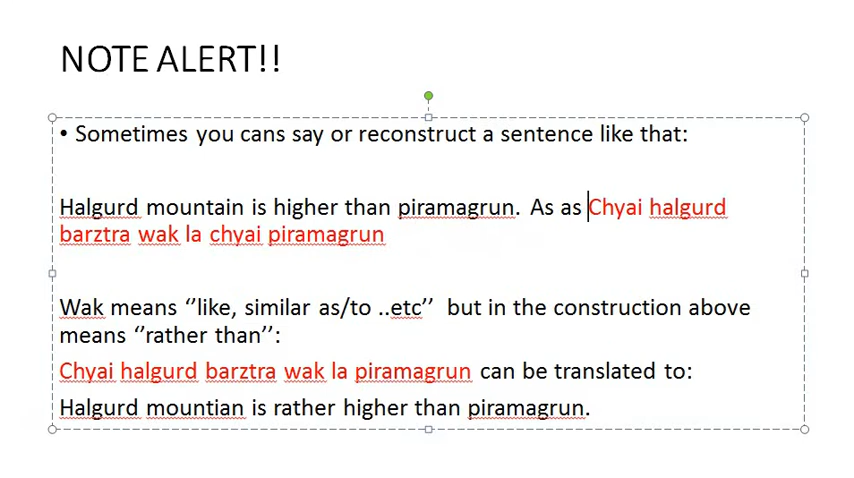 NOTE ALERT!!
• Sometimes you cans say or reconstruct a sentence like that:
Halgurd mountain is higher than piramagrun. As as Chyai halgurd
barztra wak la chyai piramagrun
Wak means ‘’like, similar as/to ..etc’’ but in the construction above
means ‘’rather than’’:
Chyai halgurd barztra wak la piramagrun can be translated to:
Halgurd mountian is rather higher than piramagrun.